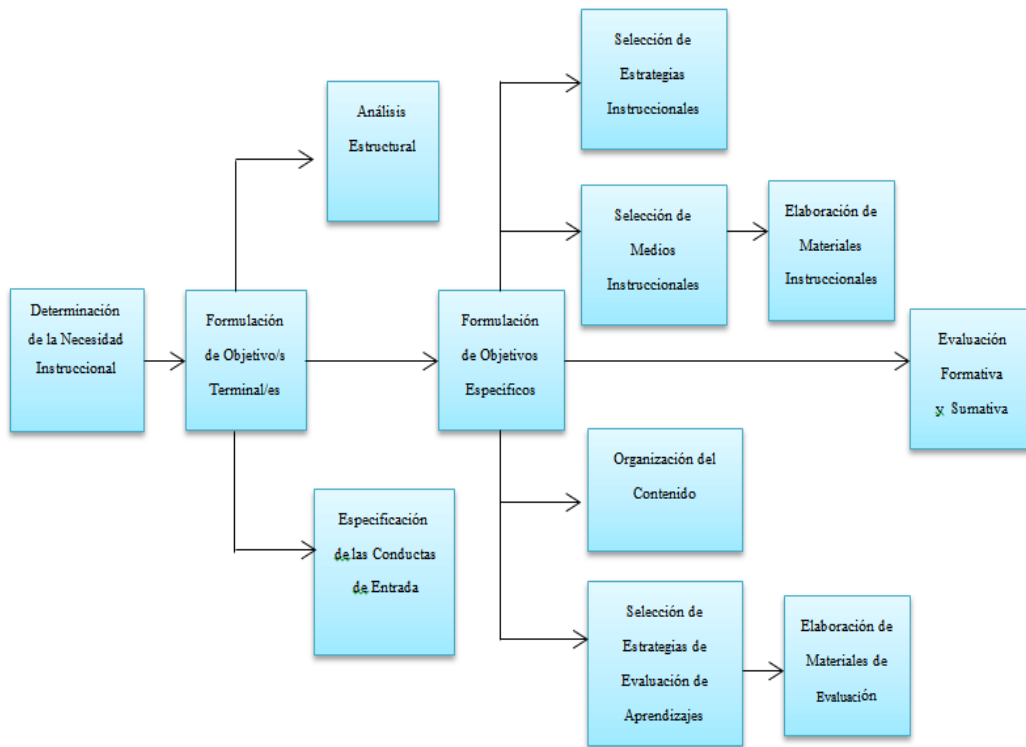 Selección de
Estrategias
Instruccionales
Análisis
Estructural
Selección de
Medios
Instruccionales
Elaboración de
Materiales
Instruccionales
Determinación
de la Necesidad
Instruccional
Formulación
de Objetivo/s
Terminal/es
Formulación
de Objetivos
Específicos
Evaluación
Formativa
y Sumativa
Organización del
Contenido
Especificación
de las Conductas
de Entrada
Selección de
Estrategias de
Evaluación de
Aprendizajes
Elaboración de
Materiales de
Evaluación